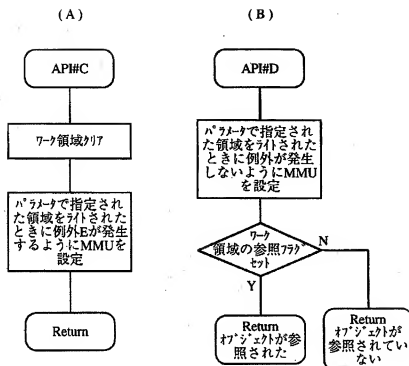 (A)
API#C
ワーク領域クリア
パラメータで指定され
た領域をライトされた
ときに例外Eが発生
するようにMMUを
設定
Return
(B)
API#D
パラメータで指定され
た領域をライトされた
ときに例外が発生
しないようにMMU
を設定
ワーク
領域の参照フラグ
セット
N
Y
Return
オブジェクトが参
照された
Return
オブジェクトが
参照されてい
ない